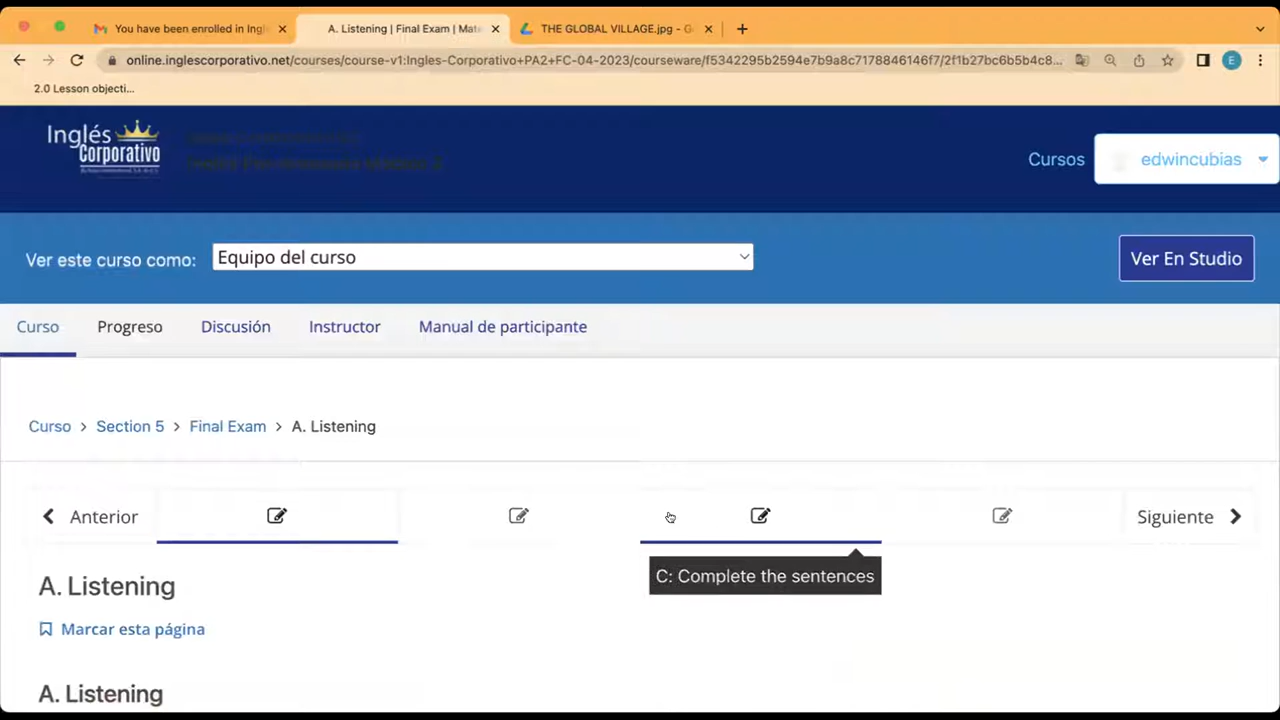 You have been enrolled in Ingl
A. Listening | Final Exam | Mate
THE GLOBAL VILLAGE.jpg - G
online.inglescorporativo.net/courses/course-v1:Ingles-Corporativo+PA2+FC-04-2023/courseware/f5342295b2594e7b9a8c7178846146f7/2f1b27bc6b5b4c8...
E
2.0 Lesson objecti...
Inglés
Corporativo
Cursos
edwincubias
Ver este curso como:
Equipo del curso
Ver En Studio
Curso
Progreso
Discusión
Instructor
Manual de participante
Curso > Section 5 > Final Exam > A. Listening
Anterior
Siguiente
C: Complete the sentences
A. Listening
Marcar esta página
A. Listening